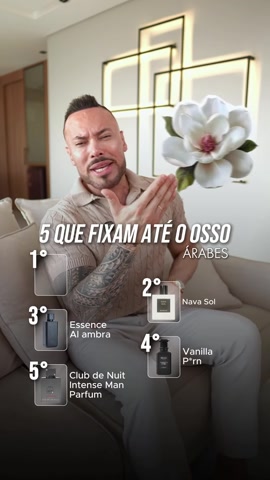 5 QUE FIXAM ATÉ O OSSO
ÁRABES
1°
2°
Nava Sol
3°
Essence
Al ambra
4°
Vanilla
P*rn
5°
Club de Nuit
Intense Man
Parfum